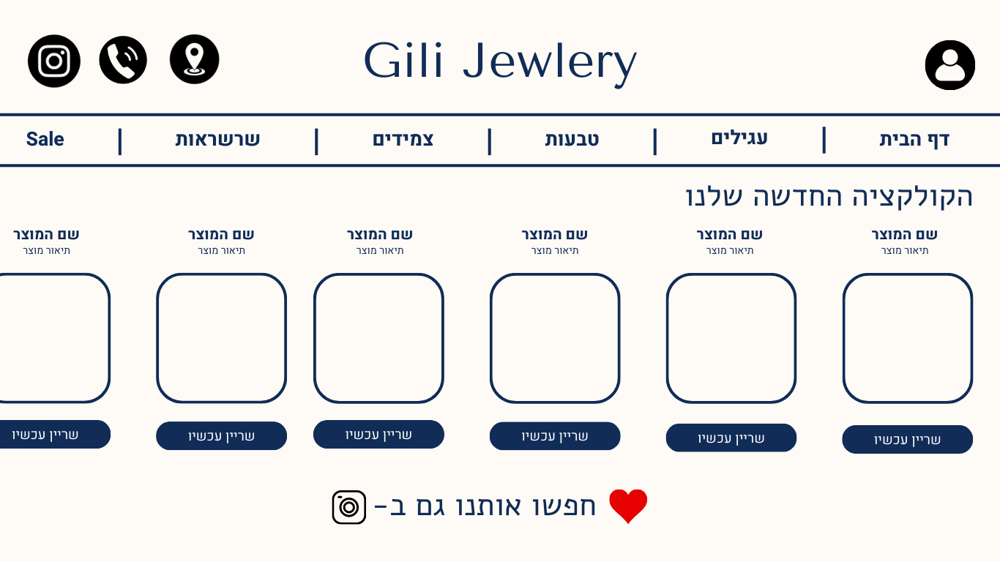 Gili Jewlery
דף הבית | עגילים | טבעות | צמידים | שרשראות | Sale
הקולקציה החדשה שלנו
שם המוצר שם המוצר שם המוצר שם המוצר שם המוצר שם המוצר
תיאור מוצר תיאור מוצר תיאור מוצר תיאור מוצר תיאור מוצר תיאור מוצר
שריין עכשיו שריין עכשיו שריין עכשיו שריין עכשיו שריין עכשיו שריין עכשיו
חפשו אותנו גם ב-